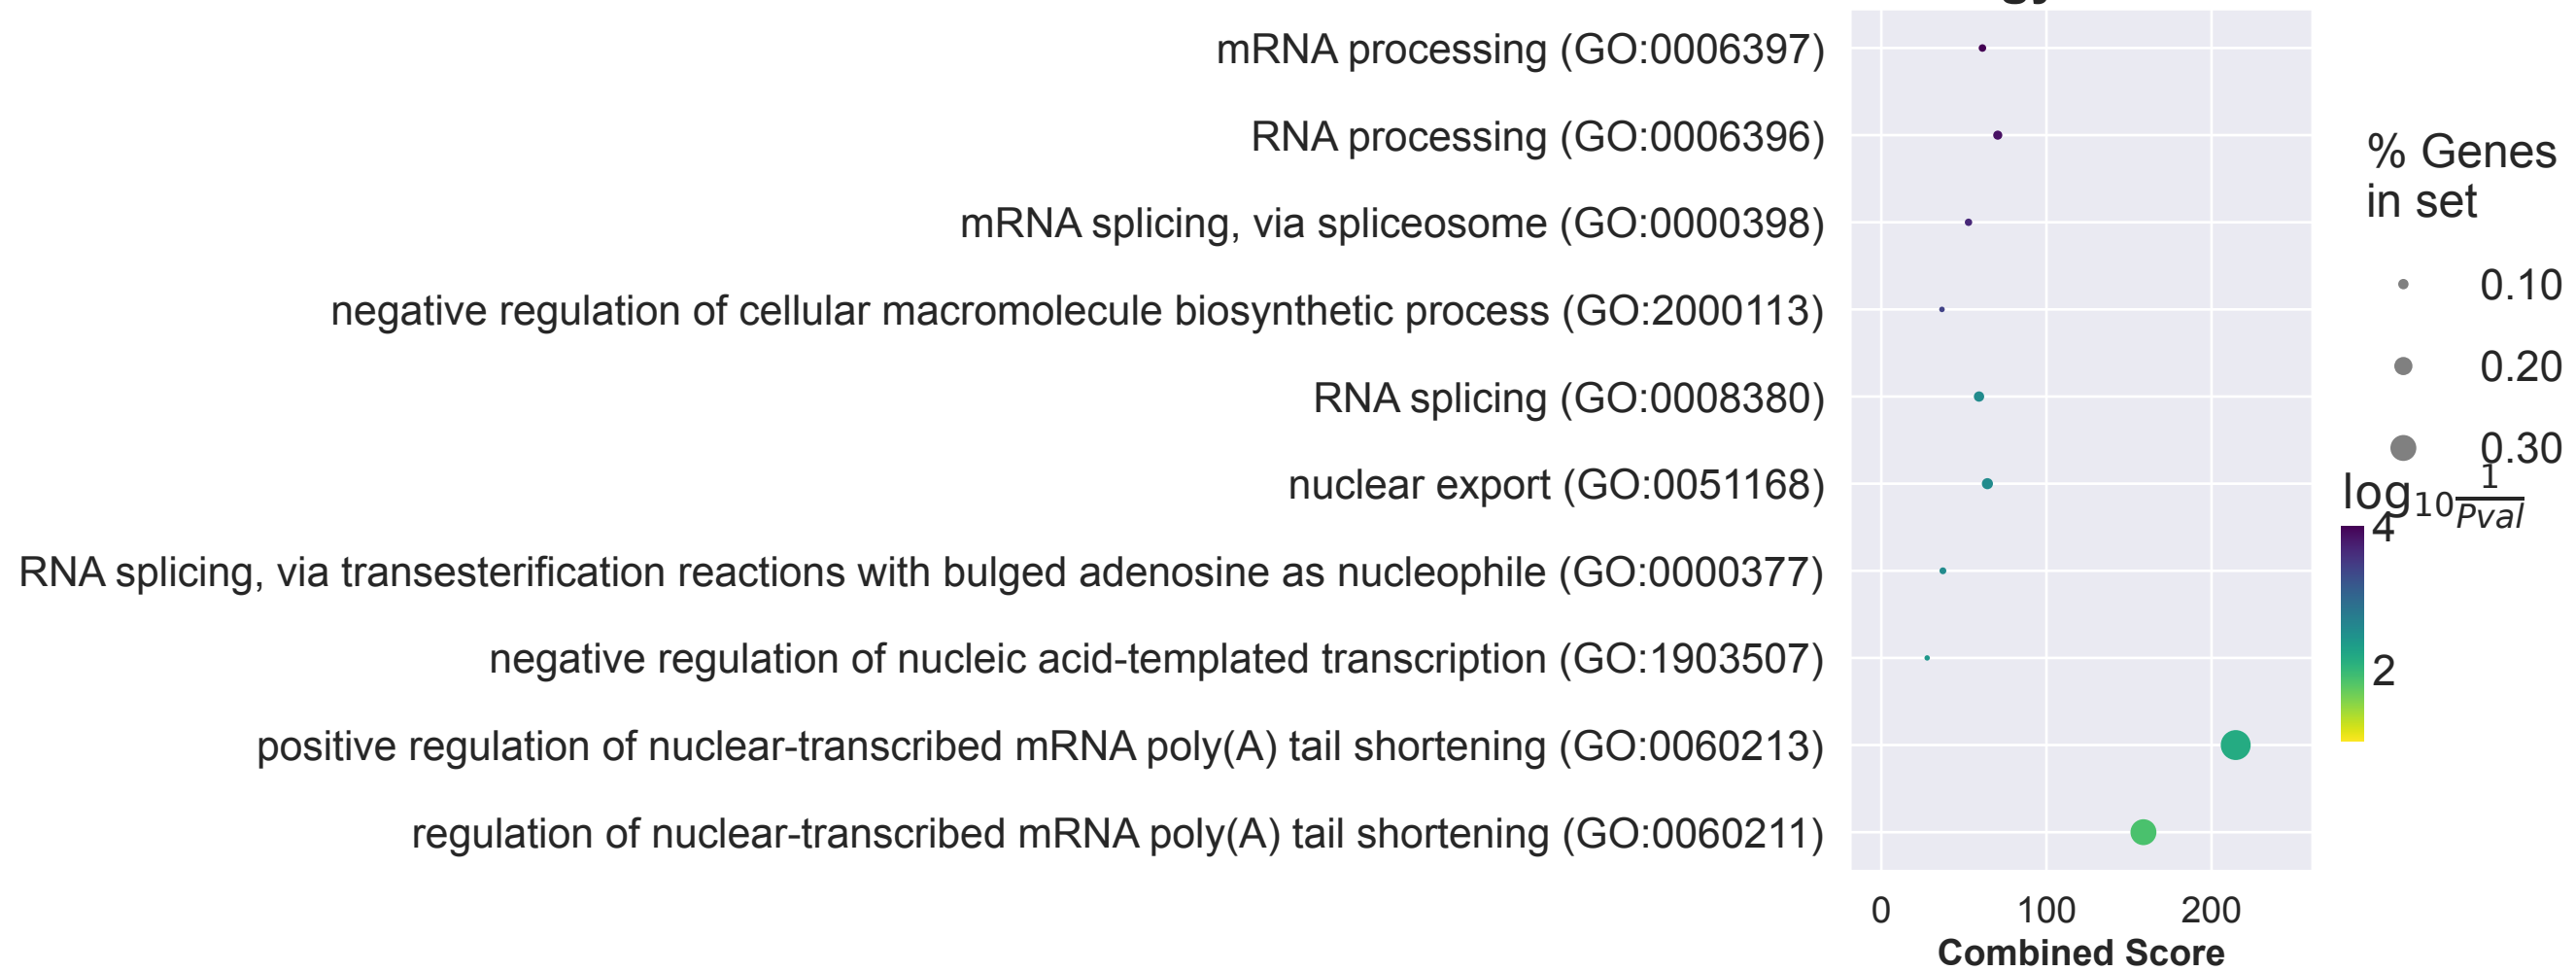 mRNA processing (GO:0006397)
RNA processing (GO:0006396)
mRNA splicing, via spliceosome (GO:0000398)
negative regulation of cellular macromolecule biosynthetic process (GO:2000113)
RNA splicing (GO:0008380)
nuclear export (GO:0051168)
RNA splicing, via transesterification reactions with bulged adenosine as nucleophile (GO:0000377)
negative regulation of nucleic acid-templated transcription (GO:1903507)
positive regulation of nuclear-transcribed mRNA poly(A) tail shortening (GO:0060213)
regulation of nuclear-transcribed mRNA poly(A) tail shortening (GO:0060211)
0 100 200
Combined Score
% Genes
in set
0.10
0.20
0.30
log₁₀ 1/Pval
4
2